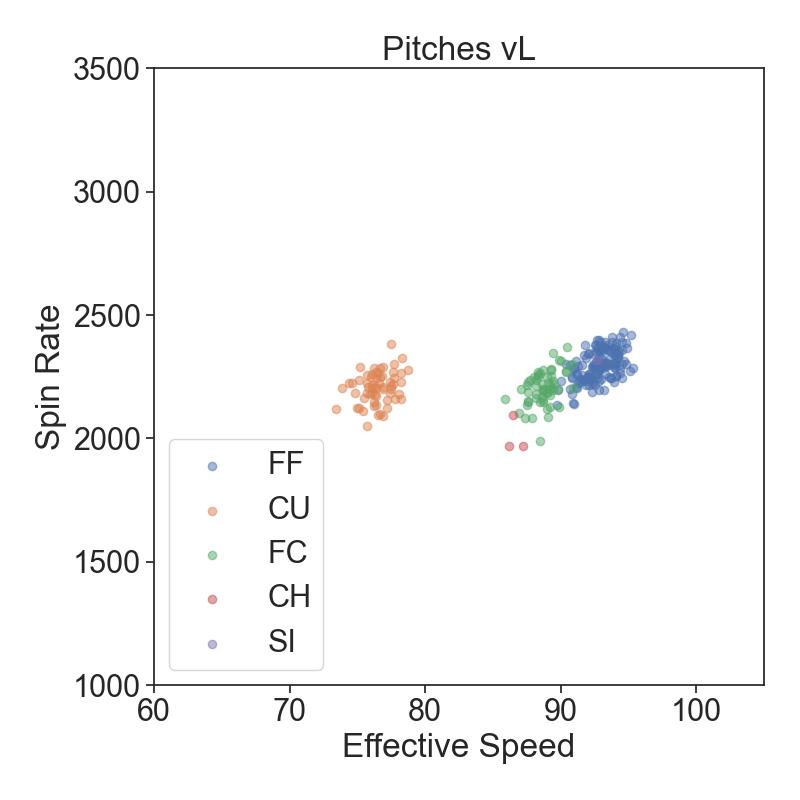 Pitches vL
3500
3000
2500
2000
1500
1000
Spin Rate
FF
CU
FC
CH
SI
60 70 80 90 100
Effective Speed